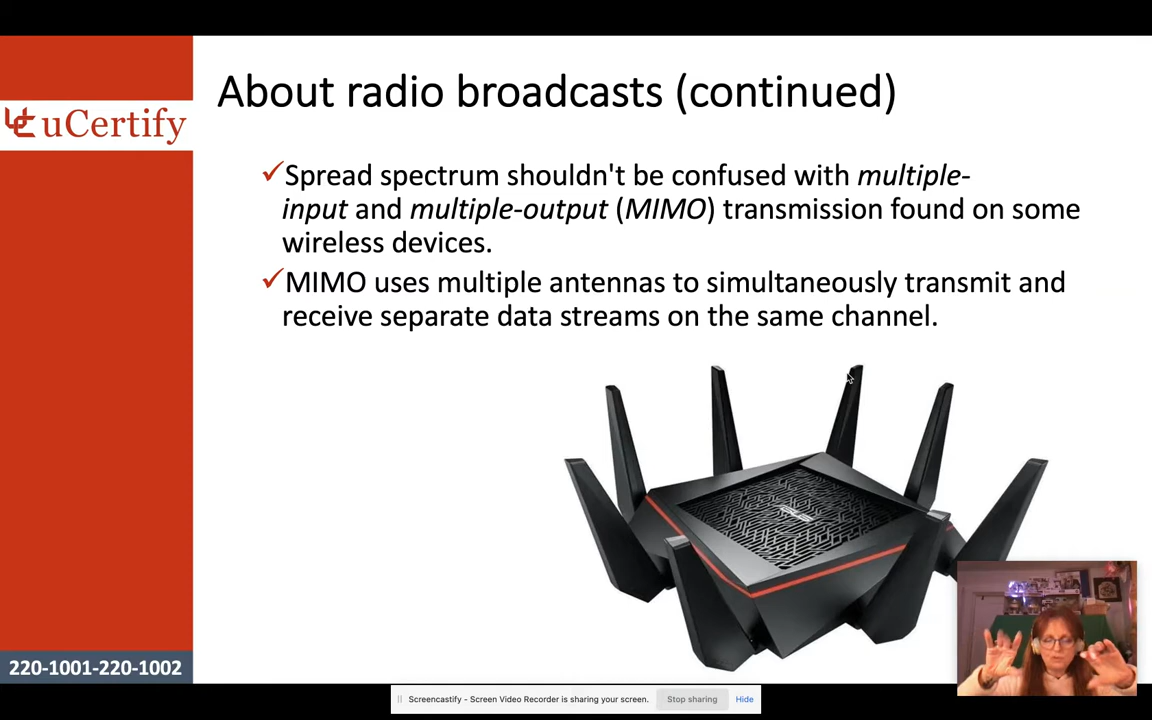 About radio broadcasts (continued)
uCertify
✓Spread spectrum shouldn't be confused with multiple-
input and multiple-output (MIMO) transmission found on some
wireless devices.
✓MIMO uses multiple antennas to simultaneously transmit and
receive separate data streams on the same channel.
220-1001-220-1002
Screencastify - Screen Video Recorder is sharing your screen.
Stop sharing
Hide